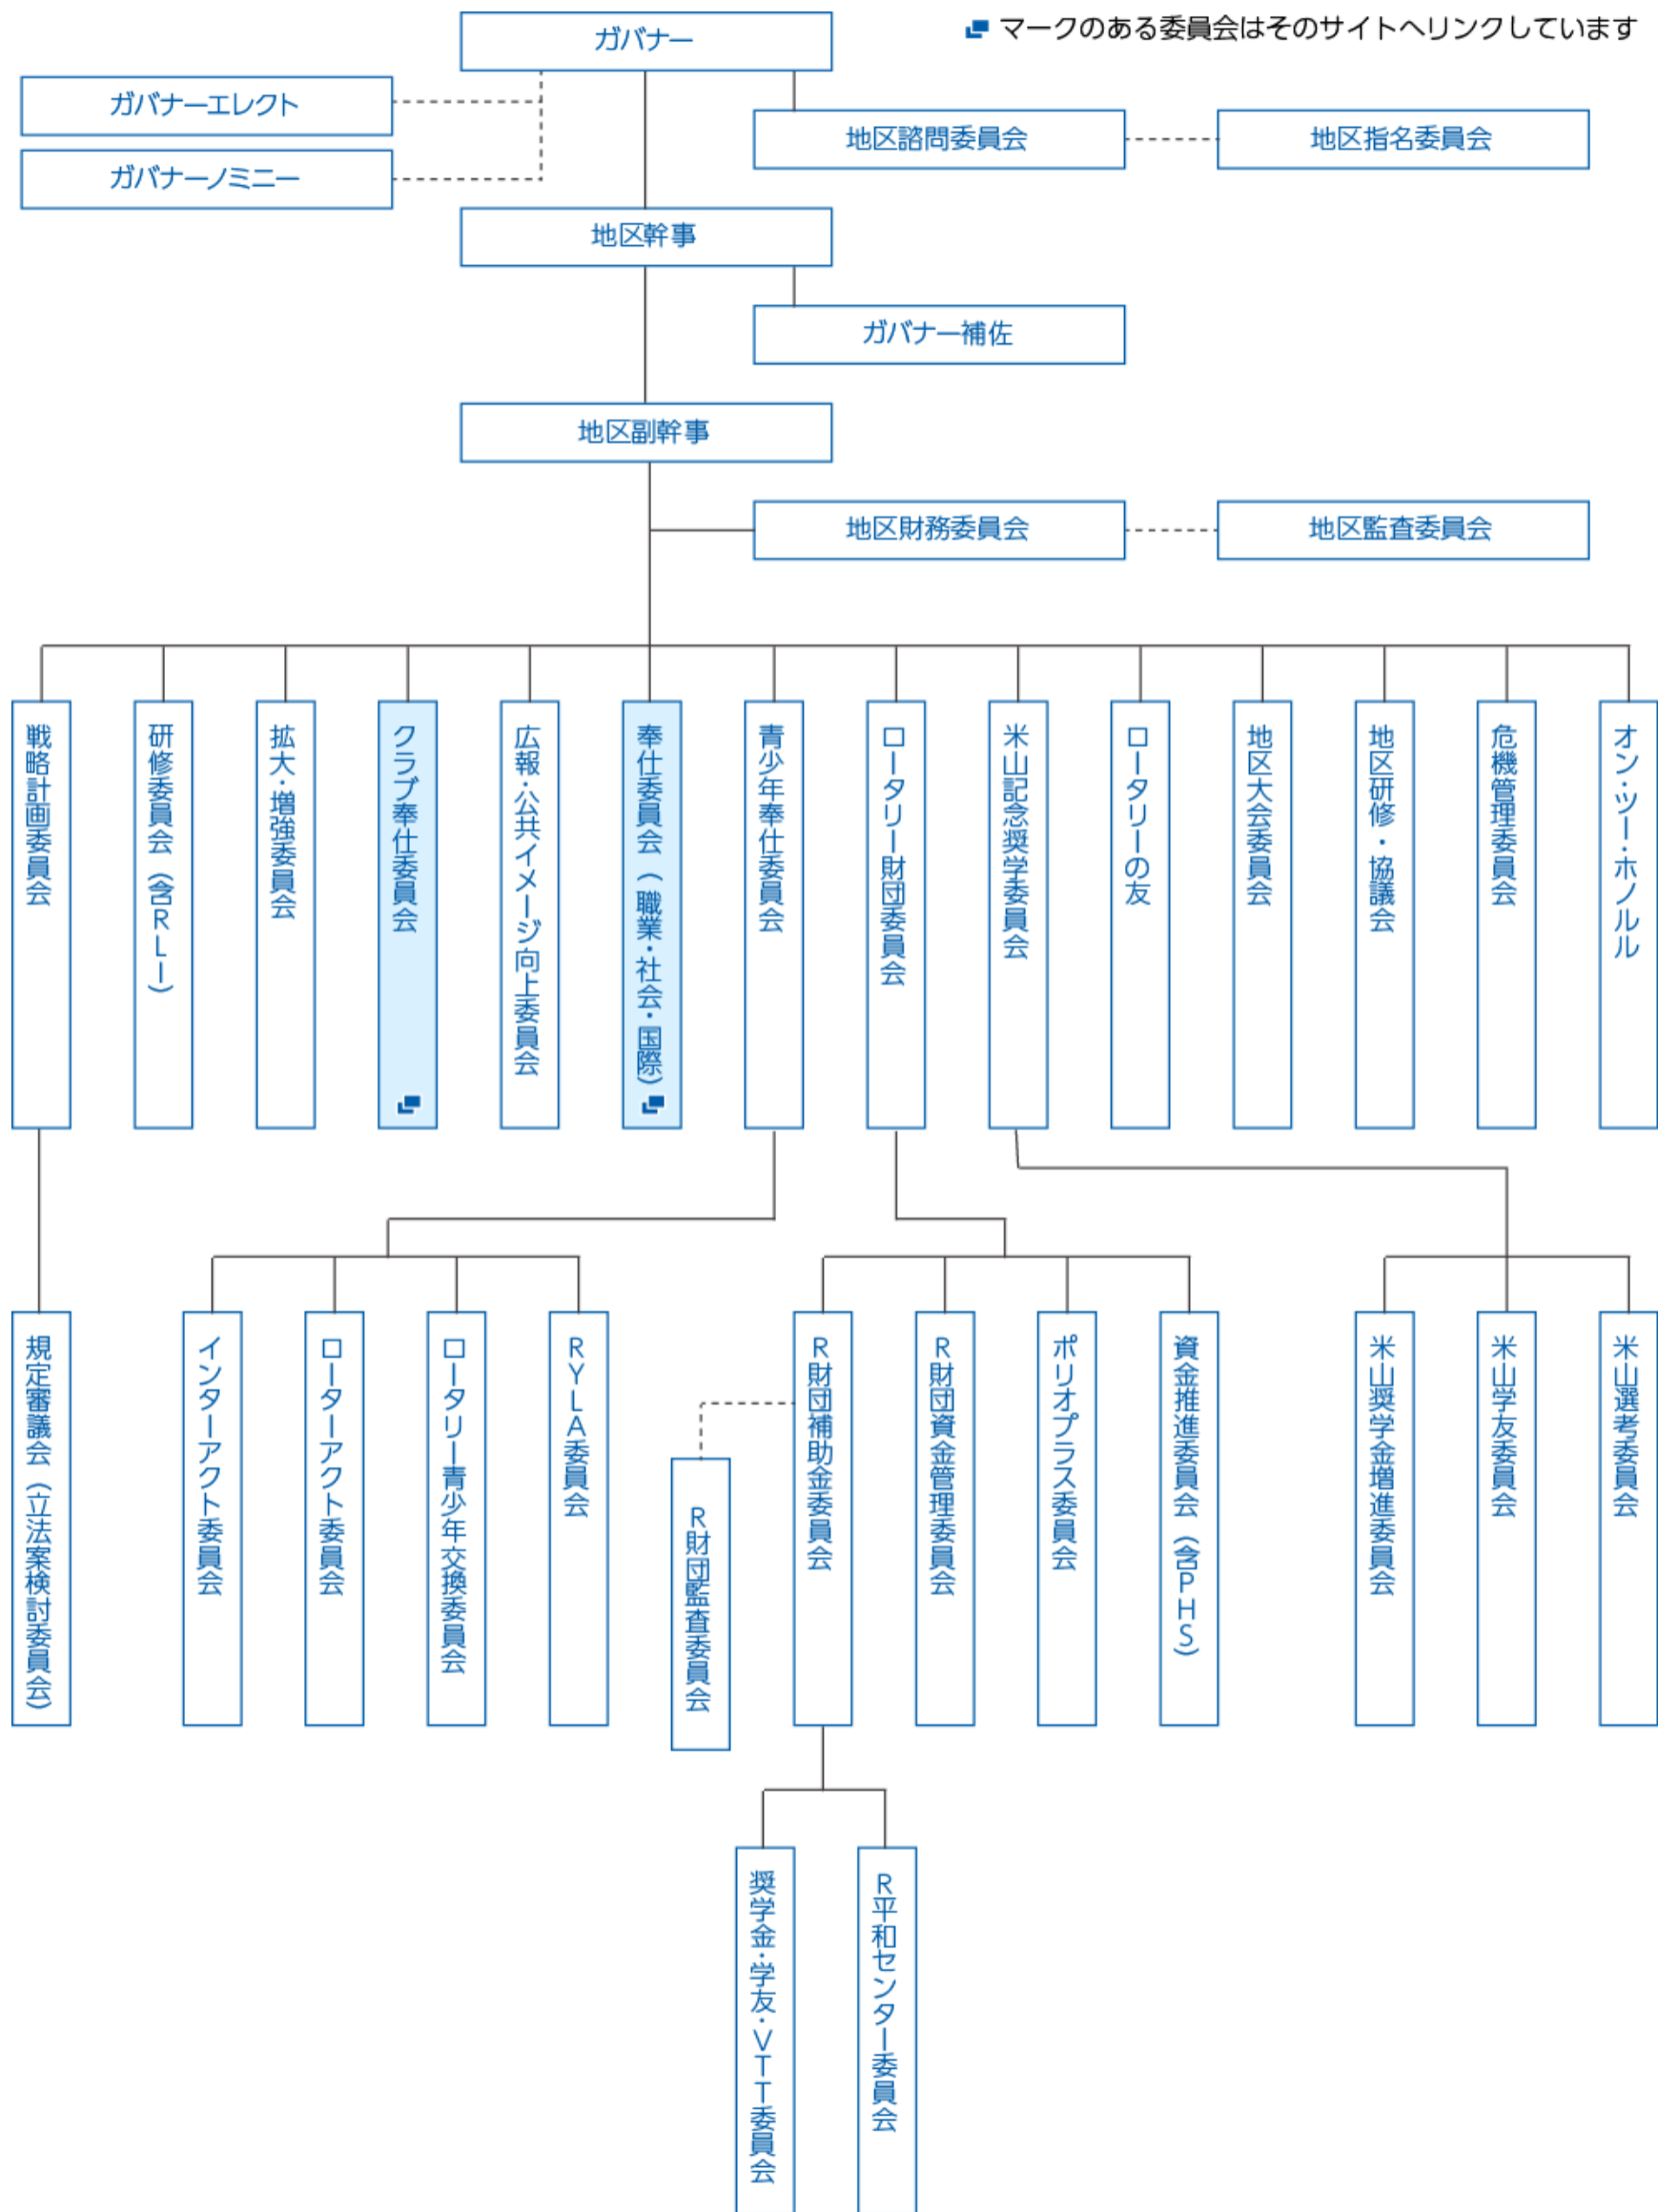 ガバナー
マークのある委員会はそのサイトへリンクしています
ガバナーエレクト
地区諮問委員会
地区指名委員会
ガバナーノミニー
地区幹事
ガバナー補佐
地区副幹事
地区財務委員会
地区監査委員会
戦略計画委員会
研修委員会（含RLI）
拡大・増強委員会
クラブ奉仕委員会
広報・公共イメージ向上委員会
奉仕委員会（職業・社会・国際）
青少年奉仕委員会
ロータリー財団委員会
米山記念奨学委員会
ロータリーの友
地区大会委員会
地区研修・協議会
危機管理委員会
オン・ツー・ホノルル
規定審議会（立法案検討委員会）
インターアクト委員会
ローターアクト委員会
ロータリー青少年交換委員会
RYLA委員会
R財団監査委員会
R財団補助金委員会
R財団資金管理委員会
ポリオプラス委員会
資金推進委員会（含PHS）
米山奨学金増進委員会
米山学友委員会
米山選考委員会
奨学金・学友・VTT委員会
R平和センター委員会